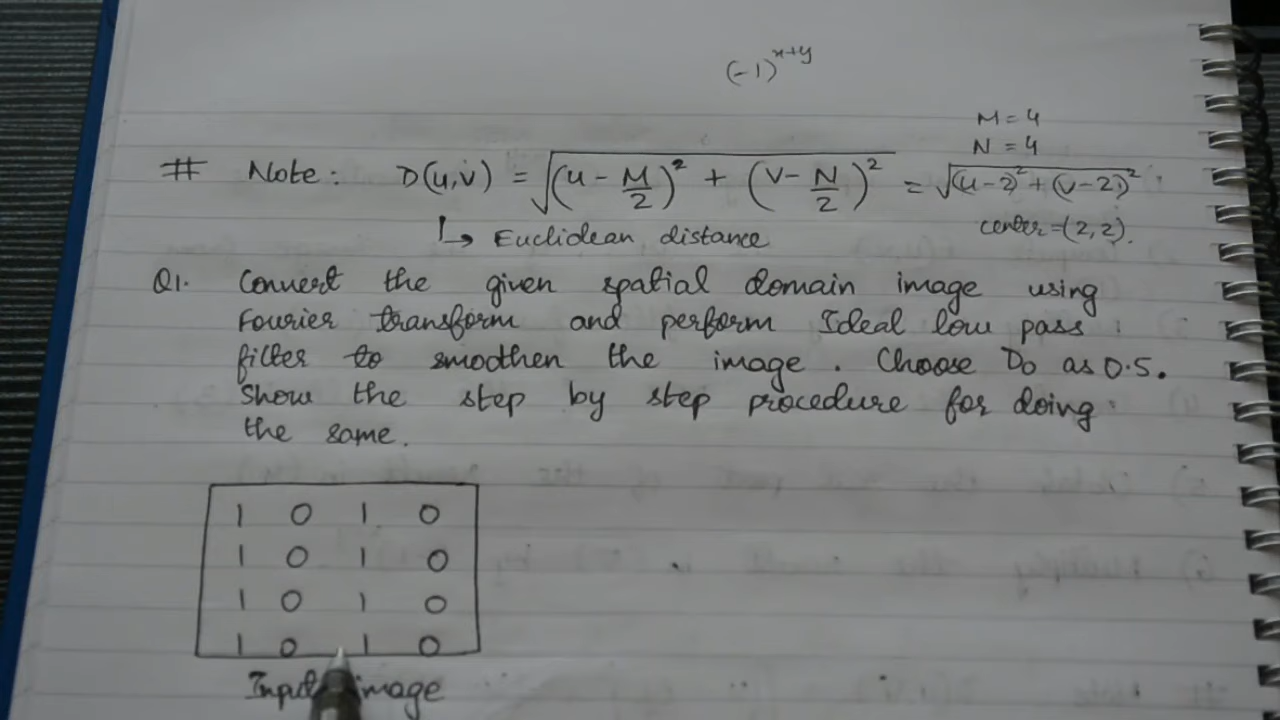 (-1)^{x+y}
M = 4
N = 4
# Note: D(u,v) = √((u - M/2)² + (v - N/2)²) = √((u-2)² + (v-2)²)
↳ Euclidean distance
center = (2,2).
Q1. Convert the given spatial domain image using
Fourier transform and perform Ideal low pass
filter to smoothen the image. Choose D0 as 0.5.
Show the step by step procedure for doing
the same.
1 0 1 0
1 0 1 0
1 0 1 0
1 0 1 0
Input image